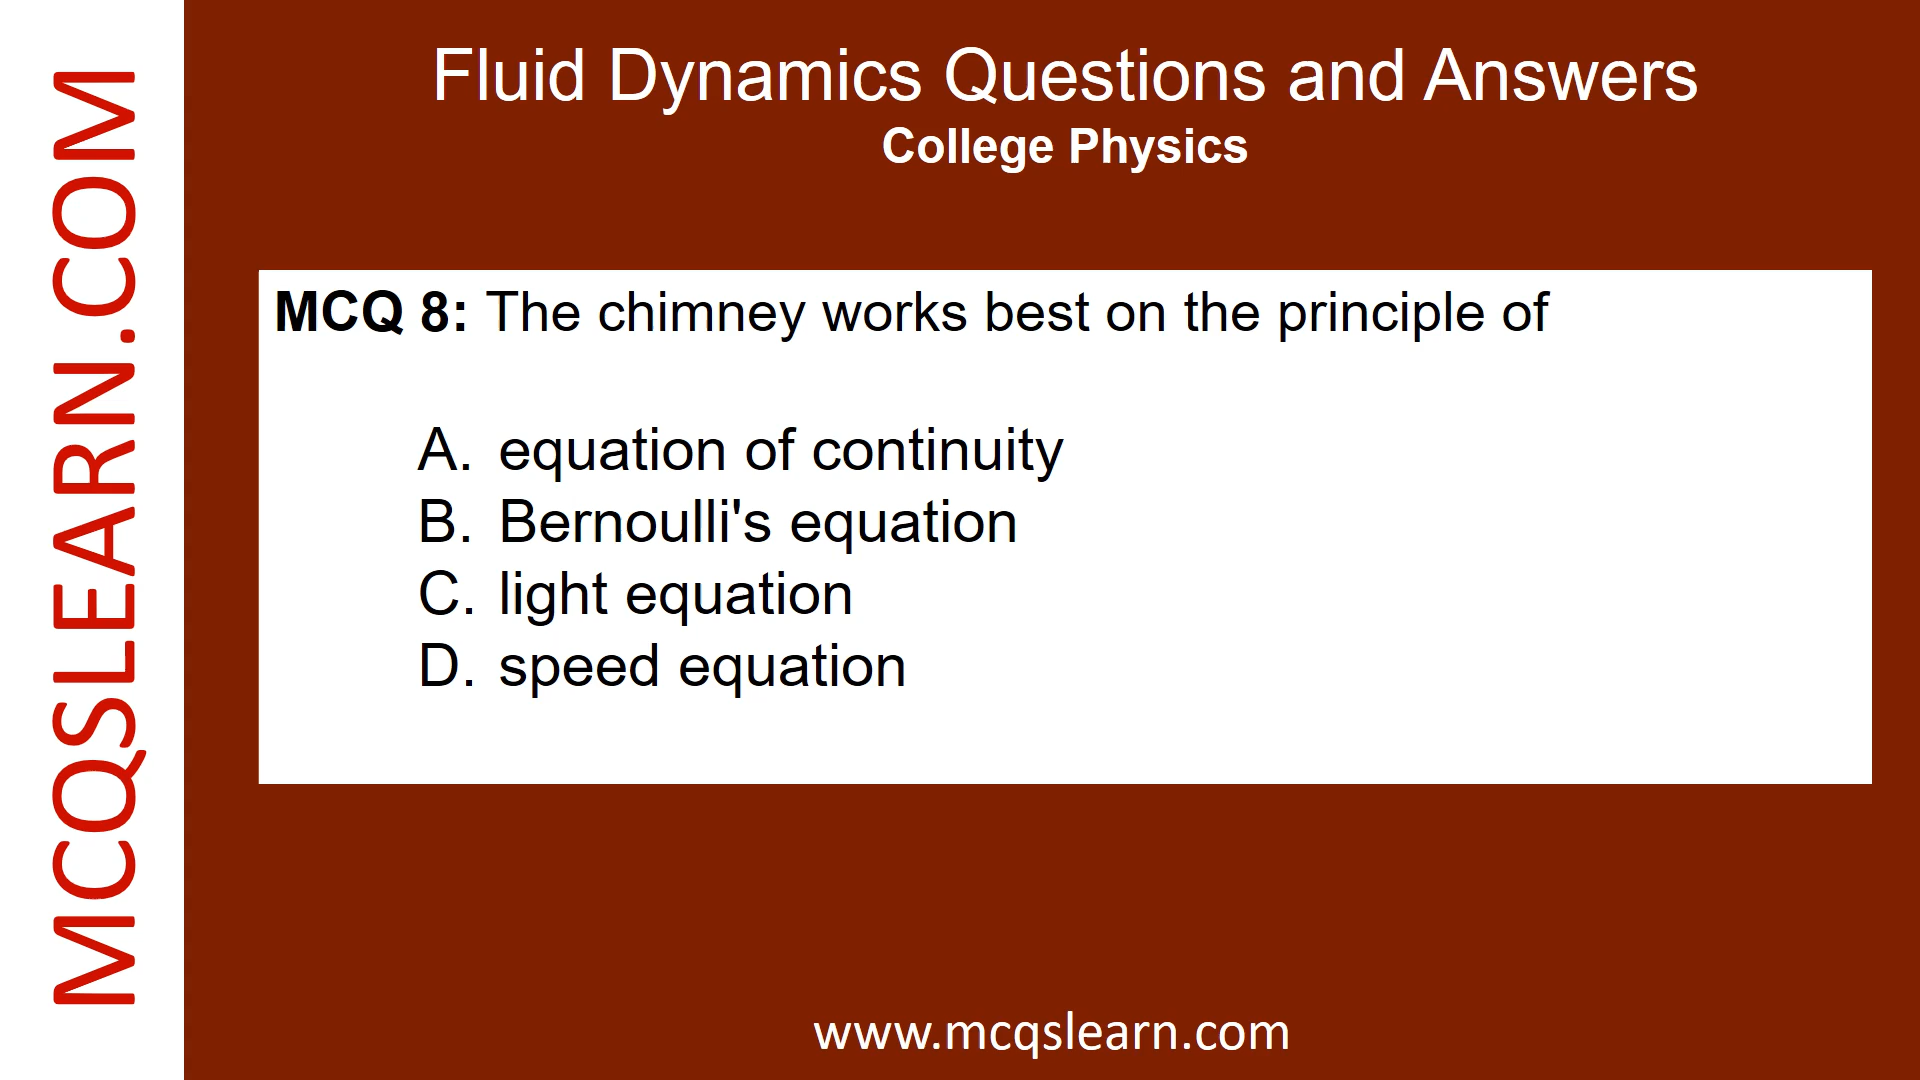 MCQSLEARN.COM
Fluid Dynamics Questions and Answers
College Physics
MCQ 8: The chimney works best on the principle of
A. equation of continuity
B. Bernoulli's equation
C. light equation
D. speed equation
www.mcqslearn.com